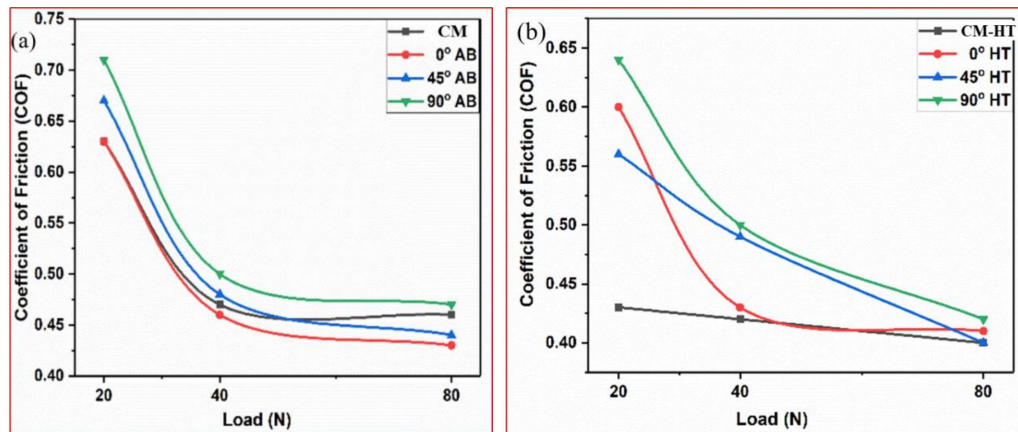 (a)
CM
0° AB
45° AB
90° AB
Coefficient of Friction (COF)
0.75
0.70
0.65
0.60
0.55
0.50
0.45
0.40
20 40 80
Load (N)
(b)
CM-HT
0° HT
45° HT
90° HT
Coefficient of Friction (COF)
0.65
0.60
0.55
0.50
0.45
0.40
20 40 80
Load (N)